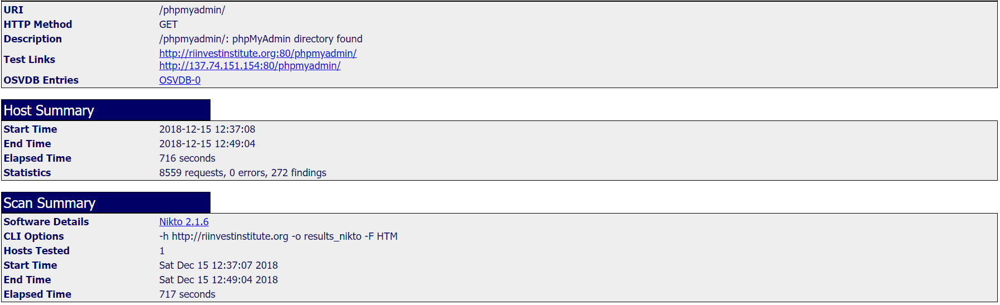 URI /phpmyadmin/
HTTP Method GET
Description /phpmyadmin/: phpMyAdmin directory found
Test Links http://riinvestinstitute.org:80/phpmyadmin/
http://137.74.151.154:80/phpmyadmin/
OSVDB Entries OSVDB-0
Host Summary
Start Time 2018-12-15 12:37:08
End Time 2018-12-15 12:49:04
Elapsed Time 716 seconds
Statistics 8559 requests, 0 errors, 272 findings
Scan Summary
Software Details Nikto 2.1.6
CLI Options -h http://riinvestinstitute.org -o results_nikto -F HTM
Hosts Tested 1
Start Time Sat Dec 15 12:37:07 2018
End Time Sat Dec 15 12:49:04 2018
Elapsed Time 717 seconds